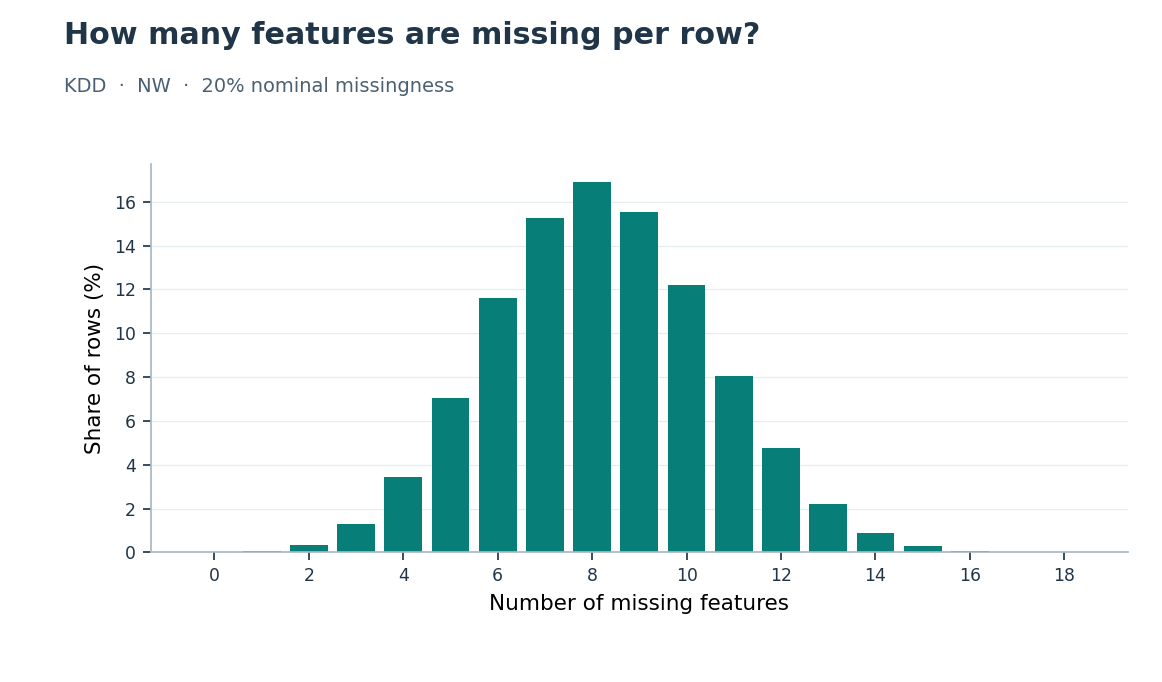 How many features are missing per row?
KDD · NW · 20% nominal missingness
Share of rows (%)
16
14
12
10
8
6
4
2
0
0 2 4 6 8 10 12 14 16 18
Number of missing features